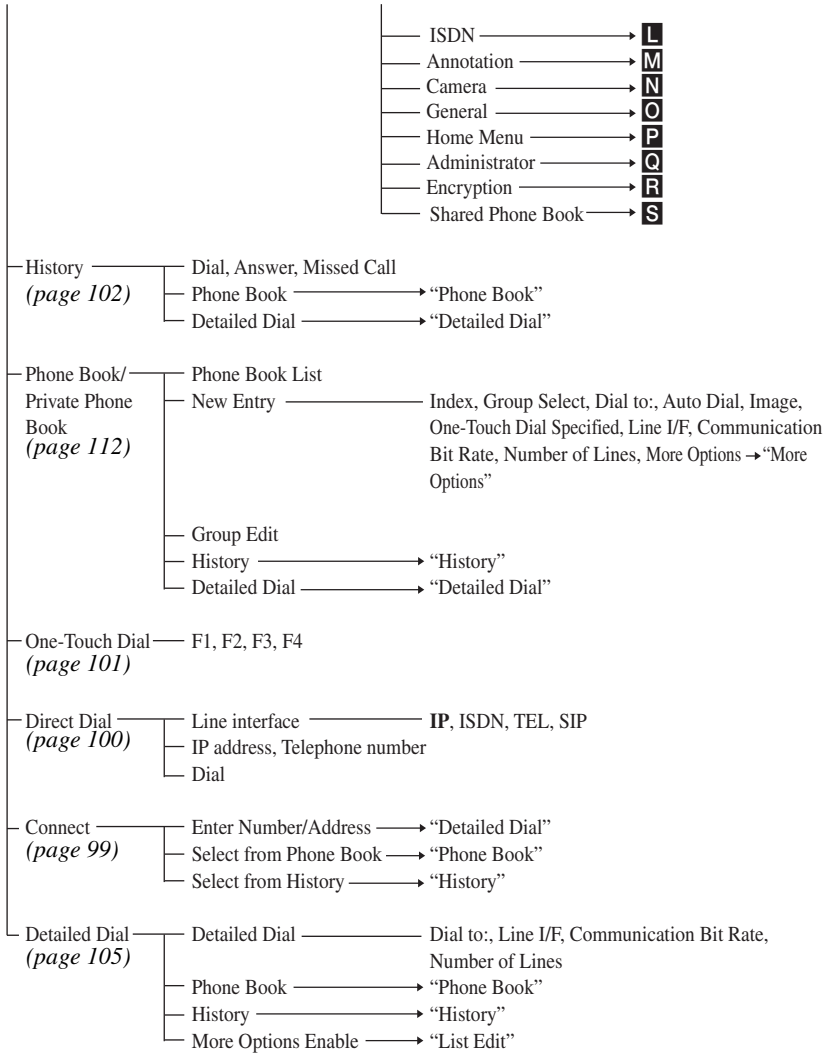 ISDN L
Annotation M
Camera N
General O
Home Menu P
Administrator Q
Encryption R
Shared Phone Book S
History Dial, Answer, Missed Call
(page 102) Phone Book “Phone Book”
Detailed Dial “Detailed Dial”
Phone Book/ Phone Book List
Private Phone New Entry Index, Group Select, Dial to:, Auto Dial, Image,
Book One-Touch Dial Specified, Line I/F, Communication
(page 112) Bit Rate, Number of Lines, More Options → “More
Options”
Group Edit
History “History”
Detailed Dial “Detailed Dial”
One-Touch Dial F1, F2, F3, F4
(page 101)
Direct Dial Line interface IP, ISDN, TEL, SIP
(page 100) IP address, Telephone number
Dial
Connect Enter Number/Address “Detailed Dial”
(page 99) Select from Phone Book “Phone Book”
Select from History “History”
Detailed Dial Detailed Dial Dial to:, Line I/F, Communication Bit Rate,
(page 105) Number of Lines
Phone Book “Phone Book”
History “History”
More Options Enable “List Edit”